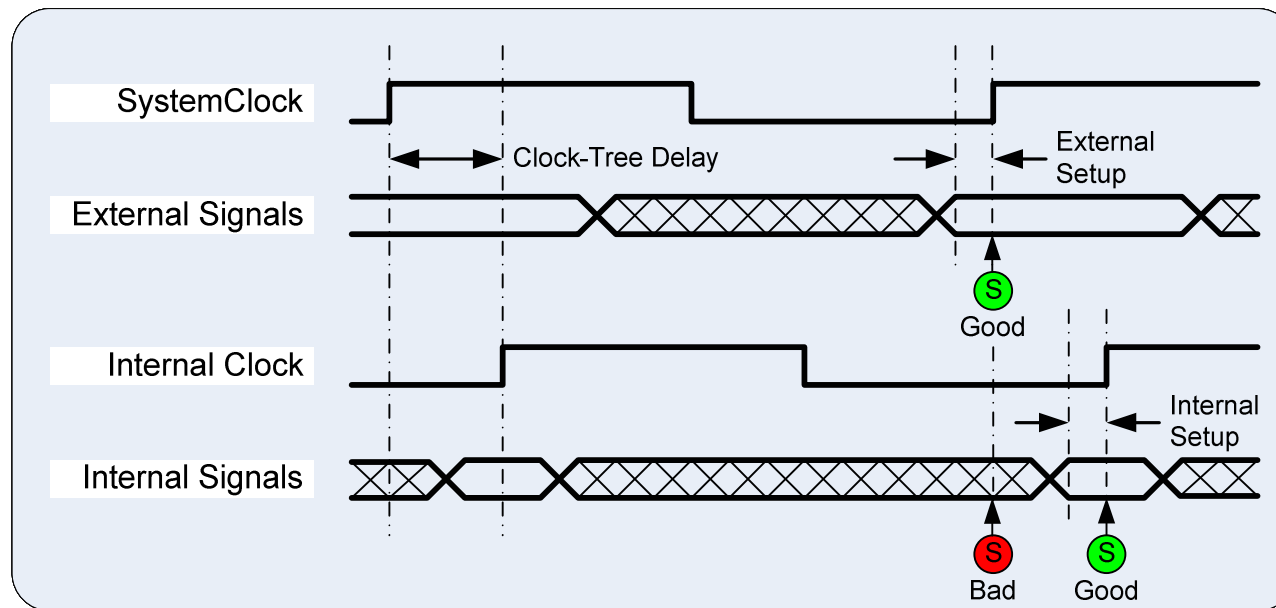 SystemClock
Clock-Tree Delay
External
Setup
External Signals
S
Good
Internal Clock
Internal
Setup
Internal Signals
S
S
Bad
Good